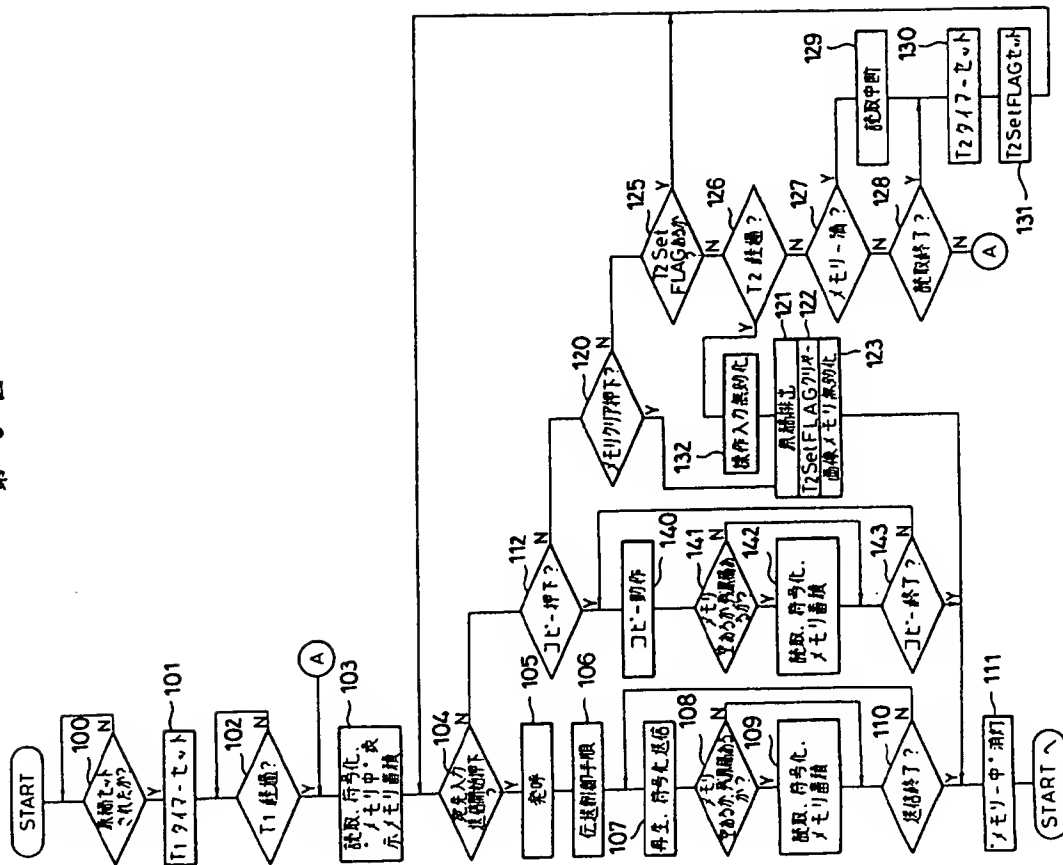 START
100
原稿セット
されたか?
N
Y
101
T1タイマーセット
102
T1 経過?
N
Y
A
103
読取、符号化、
"メモリ中"表
示メモリ蓄積
104
宛先入力
送信開始押下
?
N
Y
105
発呼
106
伝送制御手順
107
再生、符号化送信
108
メモリ
空あるか次原稿あ
るか?
N
Y
109
読取、符号化、
メモリ蓄積
110
送信終了?
N
Y
111
"メモリー中"消灯
START へ
112
コピー押下?
N
Y
140
コピー動作
141
メモリ
空あるか次原稿あ
るか?
N
Y
142
読取、符号化、
メモリ蓄積
143
コピー終了?
N
Y
120
メモリクリア押下?
N
Y
132
操作入力無効化
原稿排出
121
T2SetFLAGクリヤー
122
画像メモリ無効化
123
125
T2Set
FLAGあるか
?
Y
N
126
T2 経過?
Y
N
127
メモリー満?
Y
N
128
読取終了?
Y
N
A
129
読取中断
130
T2タイマーセット
T2SetFLAGセット
131